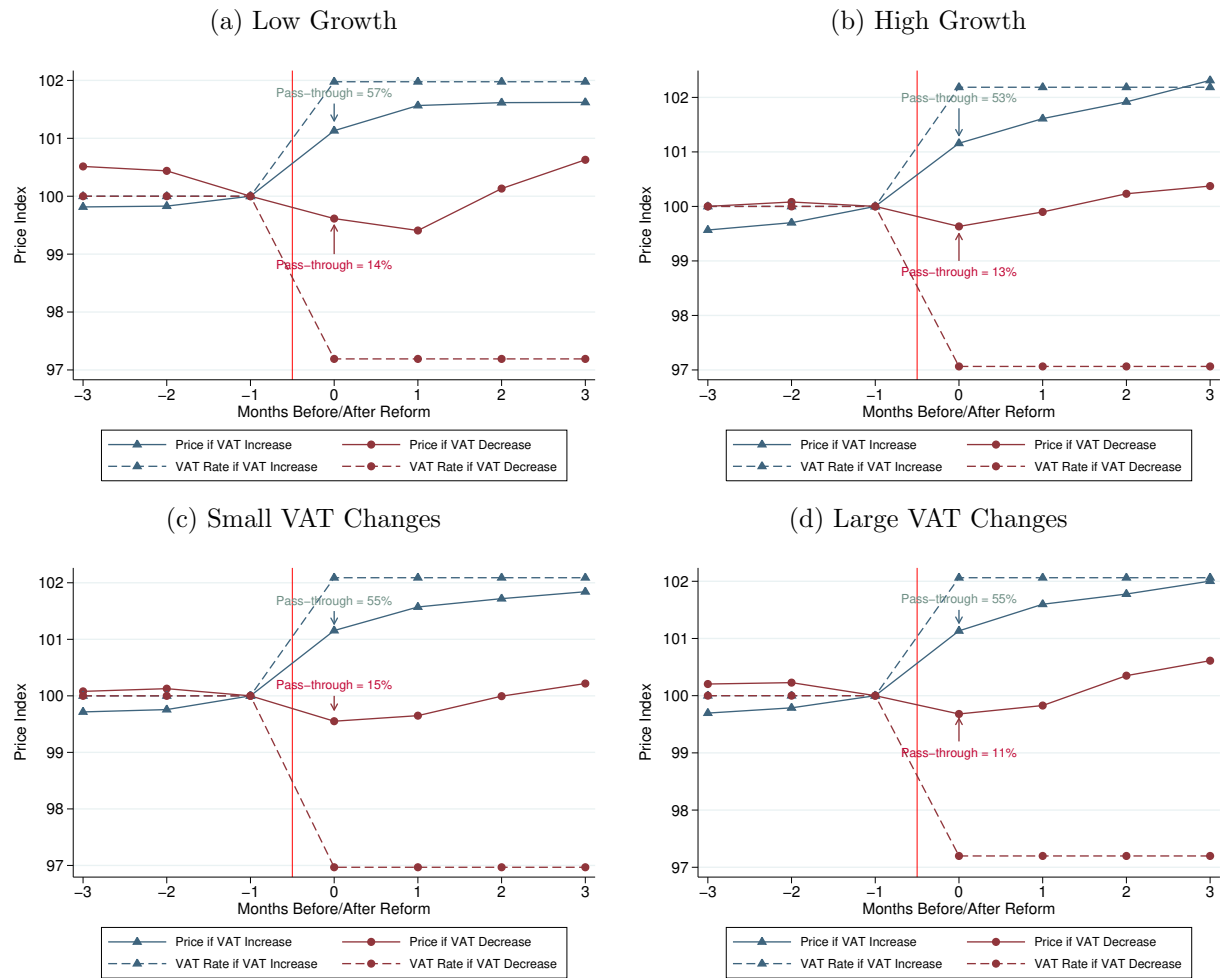 (a) Low Growth
Price Index
102
101
100
99
98
97
Pass−through = 57%
Pass−through = 14%
−3 −2 −1 0 1 2 3
Months Before/After Reform
Price if VAT Increase Price if VAT Decrease
VAT Rate if VAT Increase VAT Rate if VAT Decrease
(b) High Growth
Price Index
102
101
100
99
98
97
Pass−through = 53%
Pass−through = 13%
−3 −2 −1 0 1 2 3
Months Before/After Reform
Price if VAT Increase Price if VAT Decrease
VAT Rate if VAT Increase VAT Rate if VAT Decrease
(c) Small VAT Changes
Price Index
102
101
100
99
98
97
Pass−through = 55%
Pass−through = 15%
−3 −2 −1 0 1 2 3
Months Before/After Reform
Price if VAT Increase Price if VAT Decrease
VAT Rate if VAT Increase VAT Rate if VAT Decrease
(d) Large VAT Changes
Price Index
102
101
100
99
98
97
Pass−through = 55%
Pass−through = 11%
−3 −2 −1 0 1 2 3
Months Before/After Reform
Price if VAT Increase Price if VAT Decrease
VAT Rate if VAT Increase VAT Rate if VAT Decrease